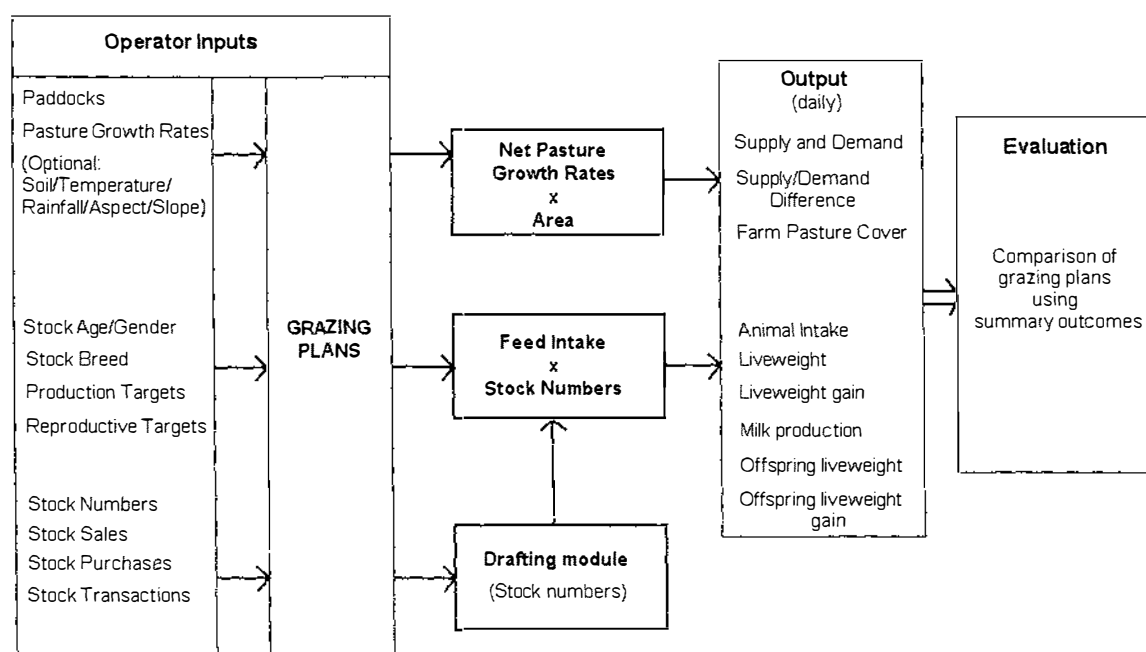 Operator Inputs
Paddocks
Pasture Growth Rates
(Optional:
Soil/Temperature/
Rainfall/Aspect/Slope)
Stock Age/Gender
Stock Breed
Production Targets
Reproductive Targets
Stock Numbers
Stock Sales
Stock Purchases
Stock Transactions
GRAZING
PLANS
Net Pasture
Growth Rates
x
Area
Feed Intake
x
Stock Numbers
Drafting module
(Stock numbers)
Output
(daily)
Supply and Demand
Supply/Demand
Difference
Farm Pasture Cover
Animal Intake
Liveweight
Liveweight gain
Milk production
Offspring liveweight
Offspring liveweight
gain
Evaluation
Comparison of
grazing plans
using
summary outcomes